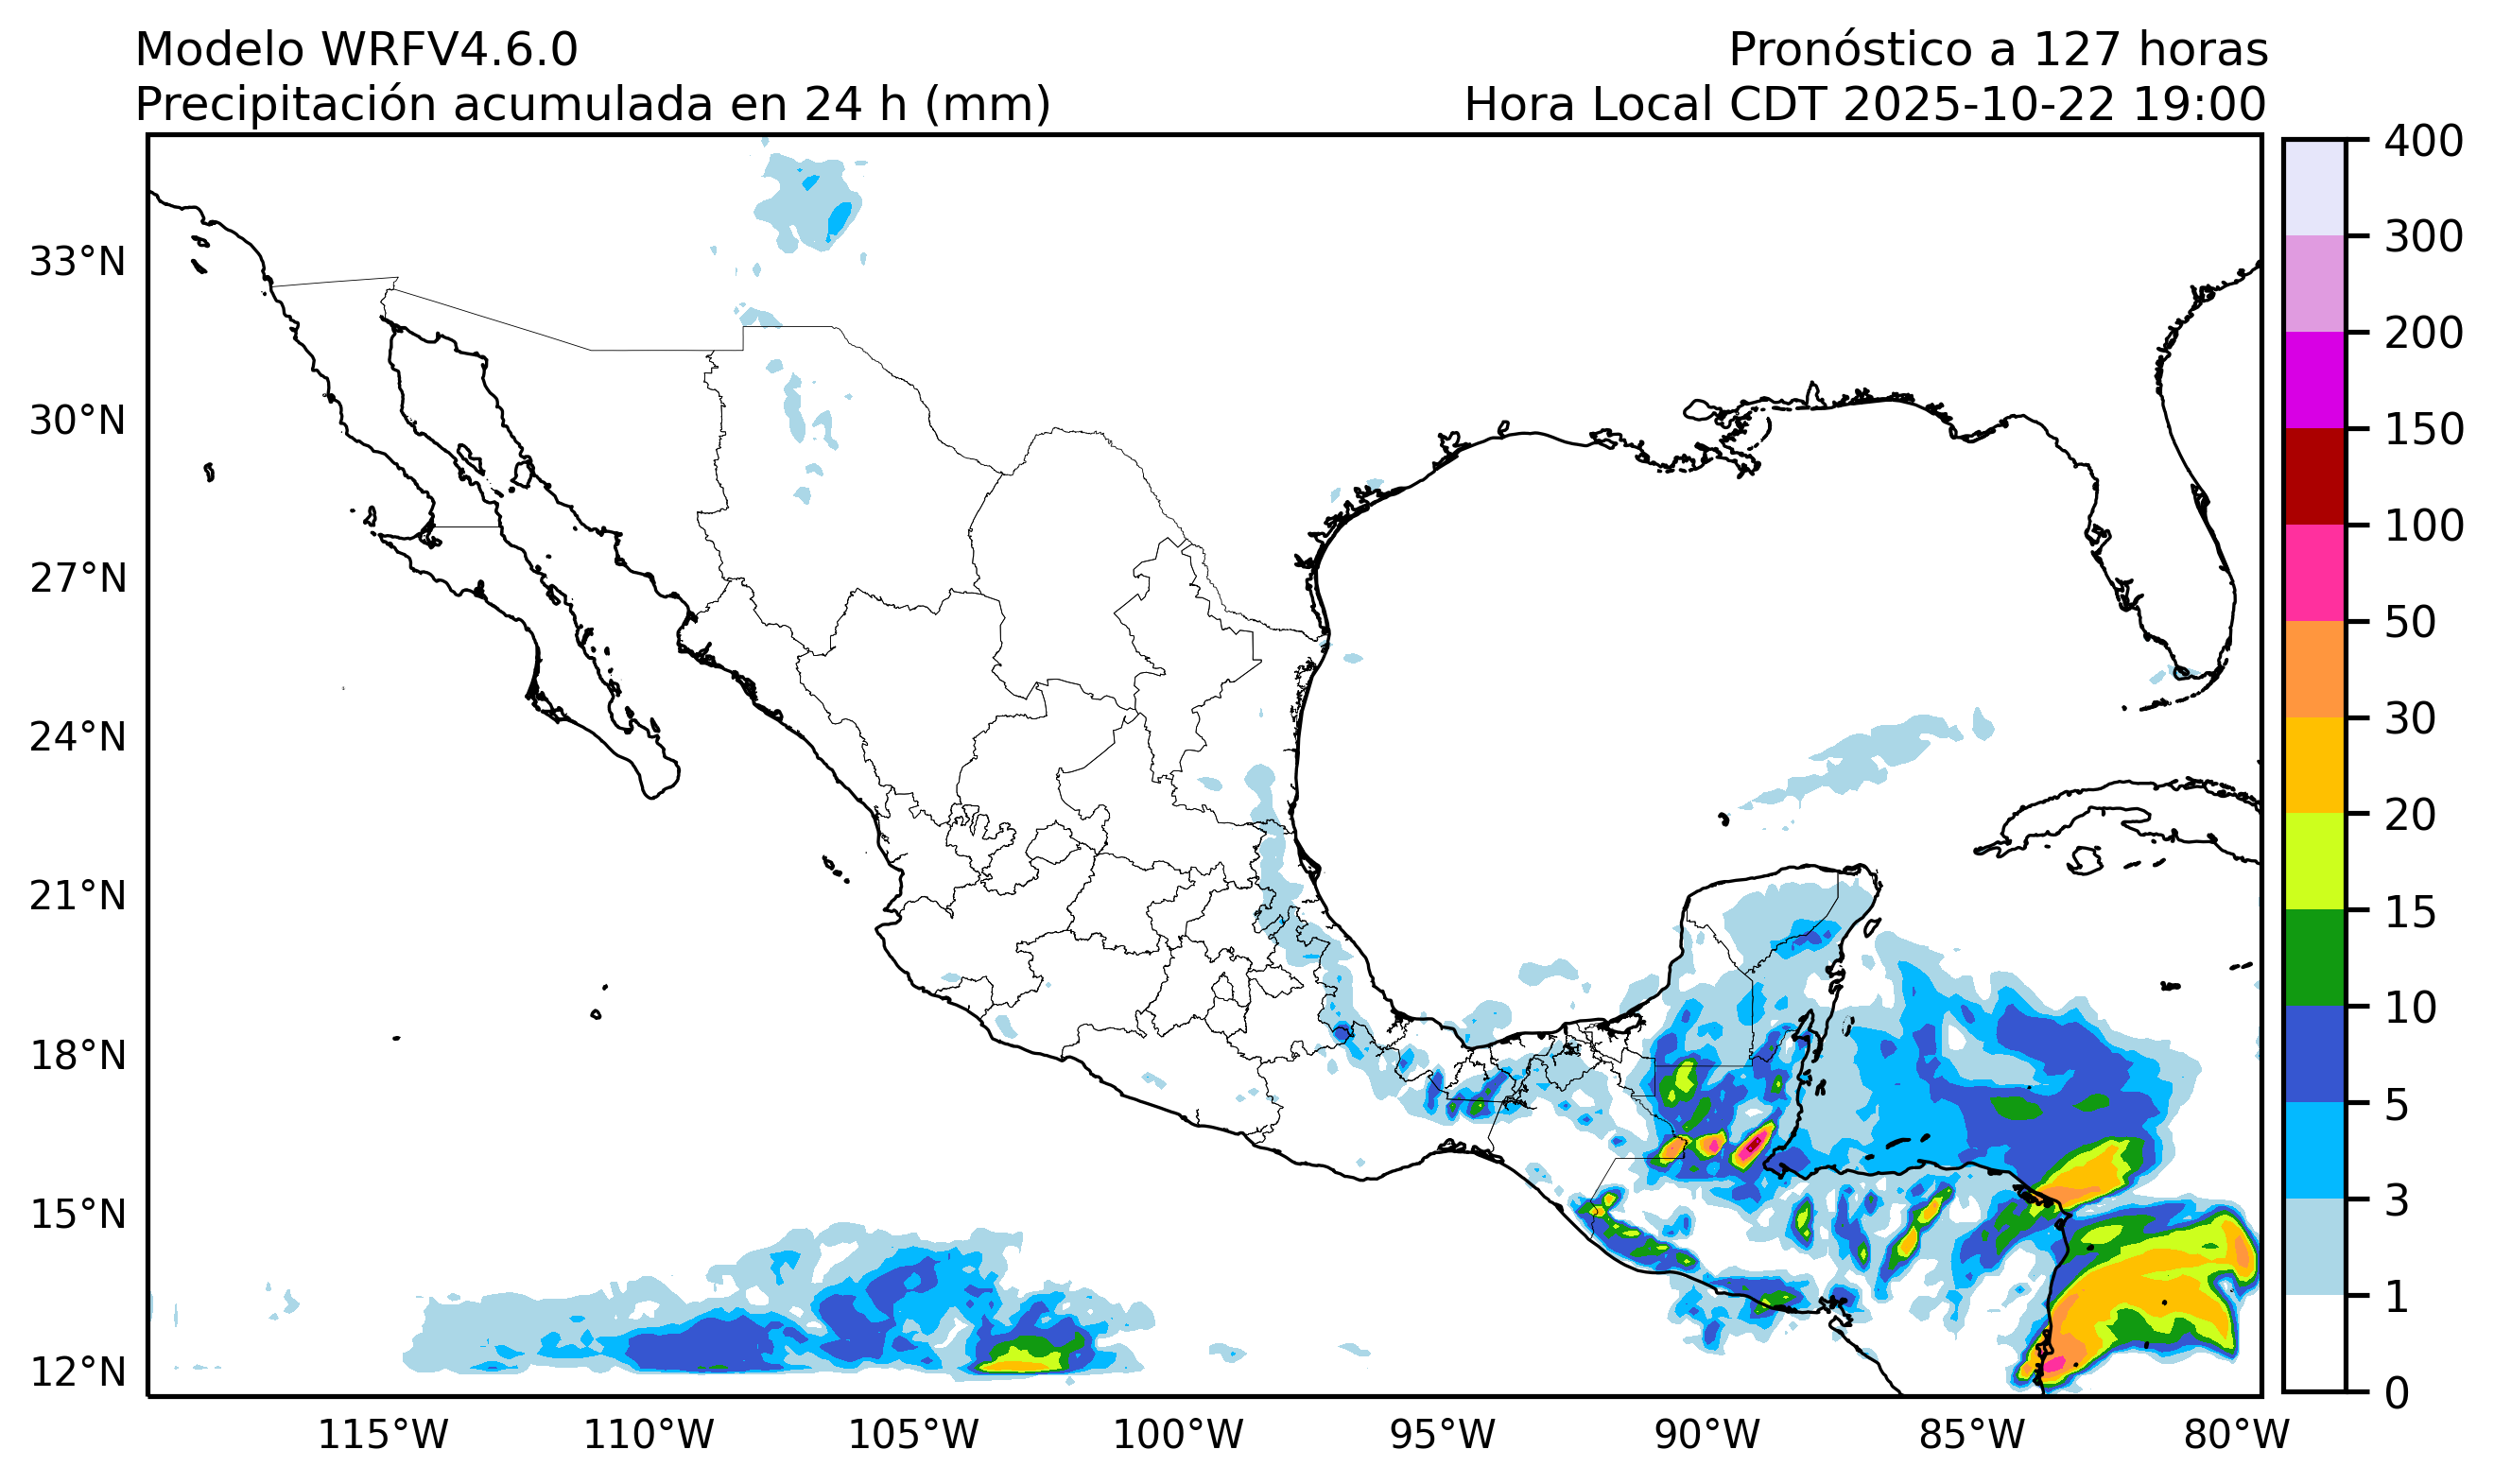 Modelo WRFV4.6.0
Pronóstico a 127 horas
Precipitación acumulada en 24 h (mm)
Hora Local CDT 2025-10-22 19:00
33°N
30°N
27°N
24°N
21°N
18°N
15°N
12°N
115°W
110°W
105°W
100°W
95°W
90°W
85°W
80°W
400
300
200
150
100
50
30
20
15
10
5
3
1
0